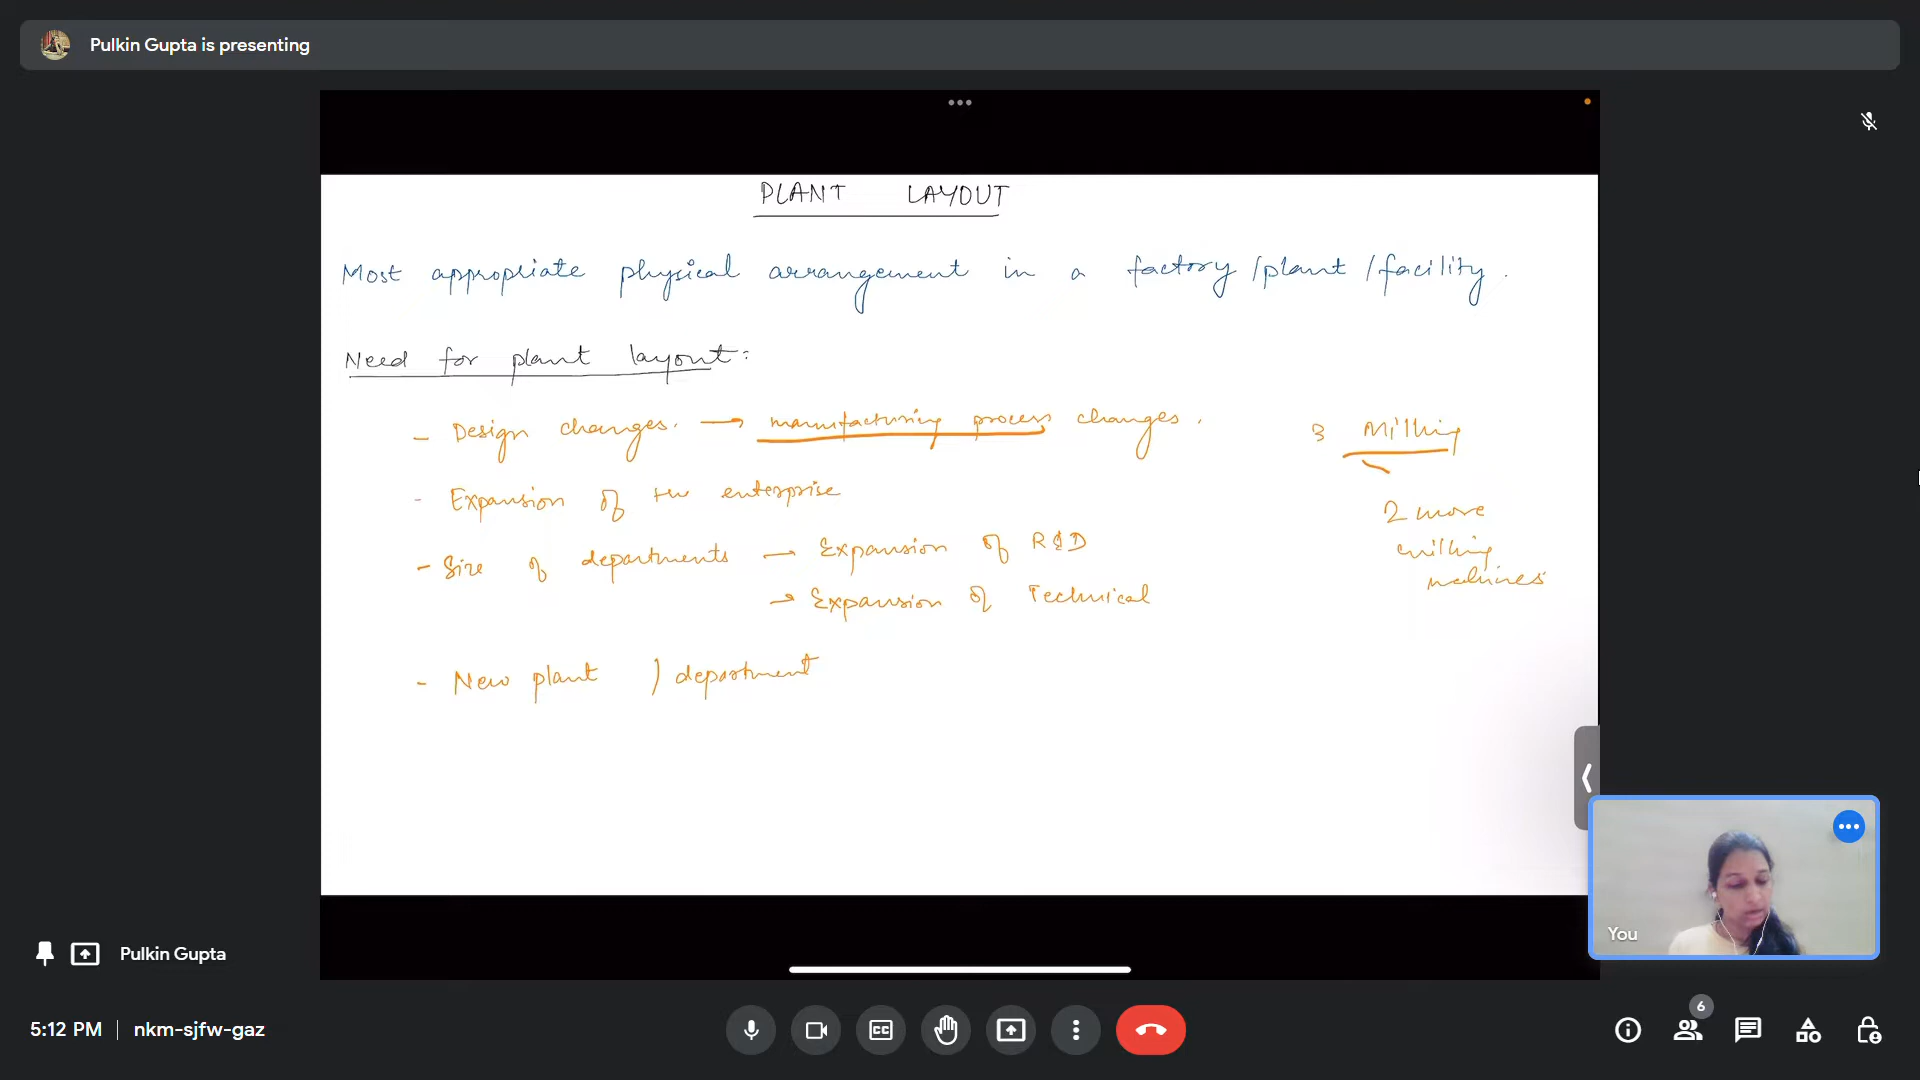 Pulkin Gupta is presenting
PLANT LAYOUT
Most appropriate physical arrangement in a factory/plant/facility.
Need for plant layout:
- Design changes. → manufacturing process changes.
3 Milling
- Expansion of the enterprise
2 more
milling
machines
- Size of departments — Expansion of R&D
→ Expansion of Technical
- New plant ) department
You
Pulkin Gupta
5:12 PM | nkm-sjfw-gaz
CC
6